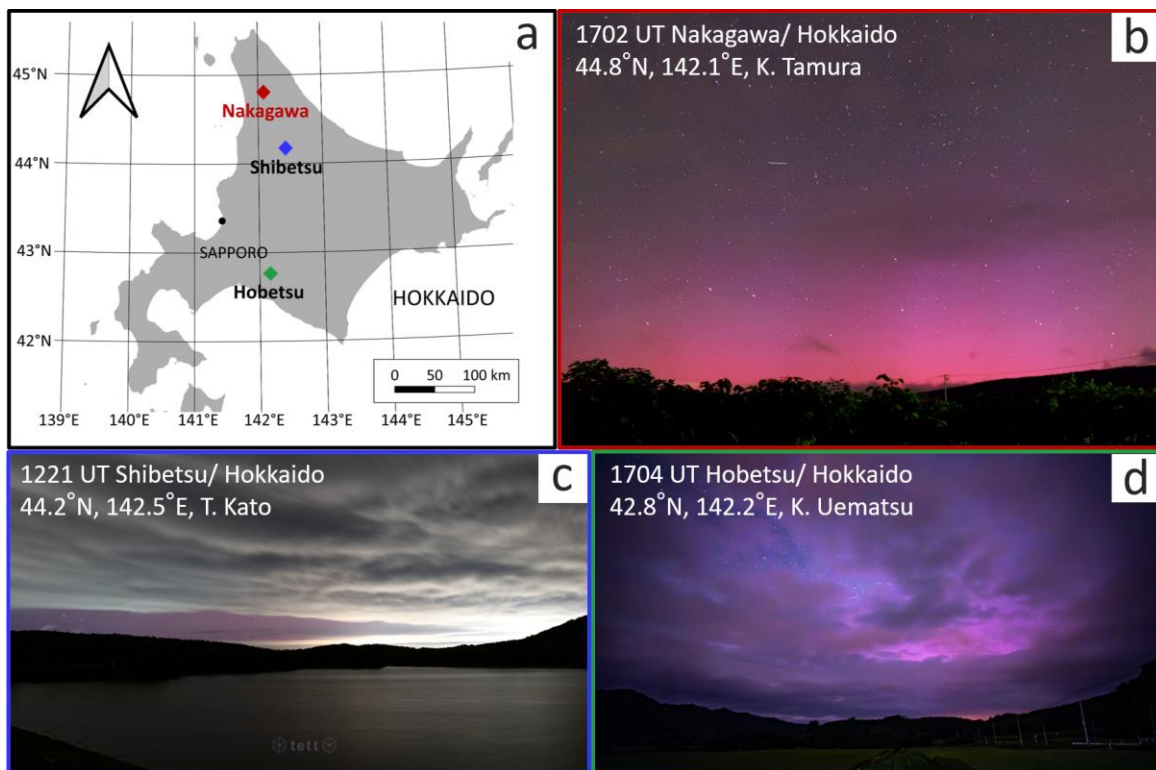 a
45°N
Nakagawa
44°N
Shibetsu
43°N
SAPPORO
Hobetsu
HOKKAIDO
42°N
0 50 100 km
139°E 140°E 141°E 142°E 143°E 144°E 145°E
b
1702 UT Nakagawa/ Hokkaido
44.8°N, 142.1°E, K. Tamura
c
1221 UT Shibetsu/ Hokkaido
44.2°N, 142.5°E, T. Kato
tett
d
1704 UT Hobetsu/ Hokkaido
42.8°N, 142.2°E, K. Uematsu